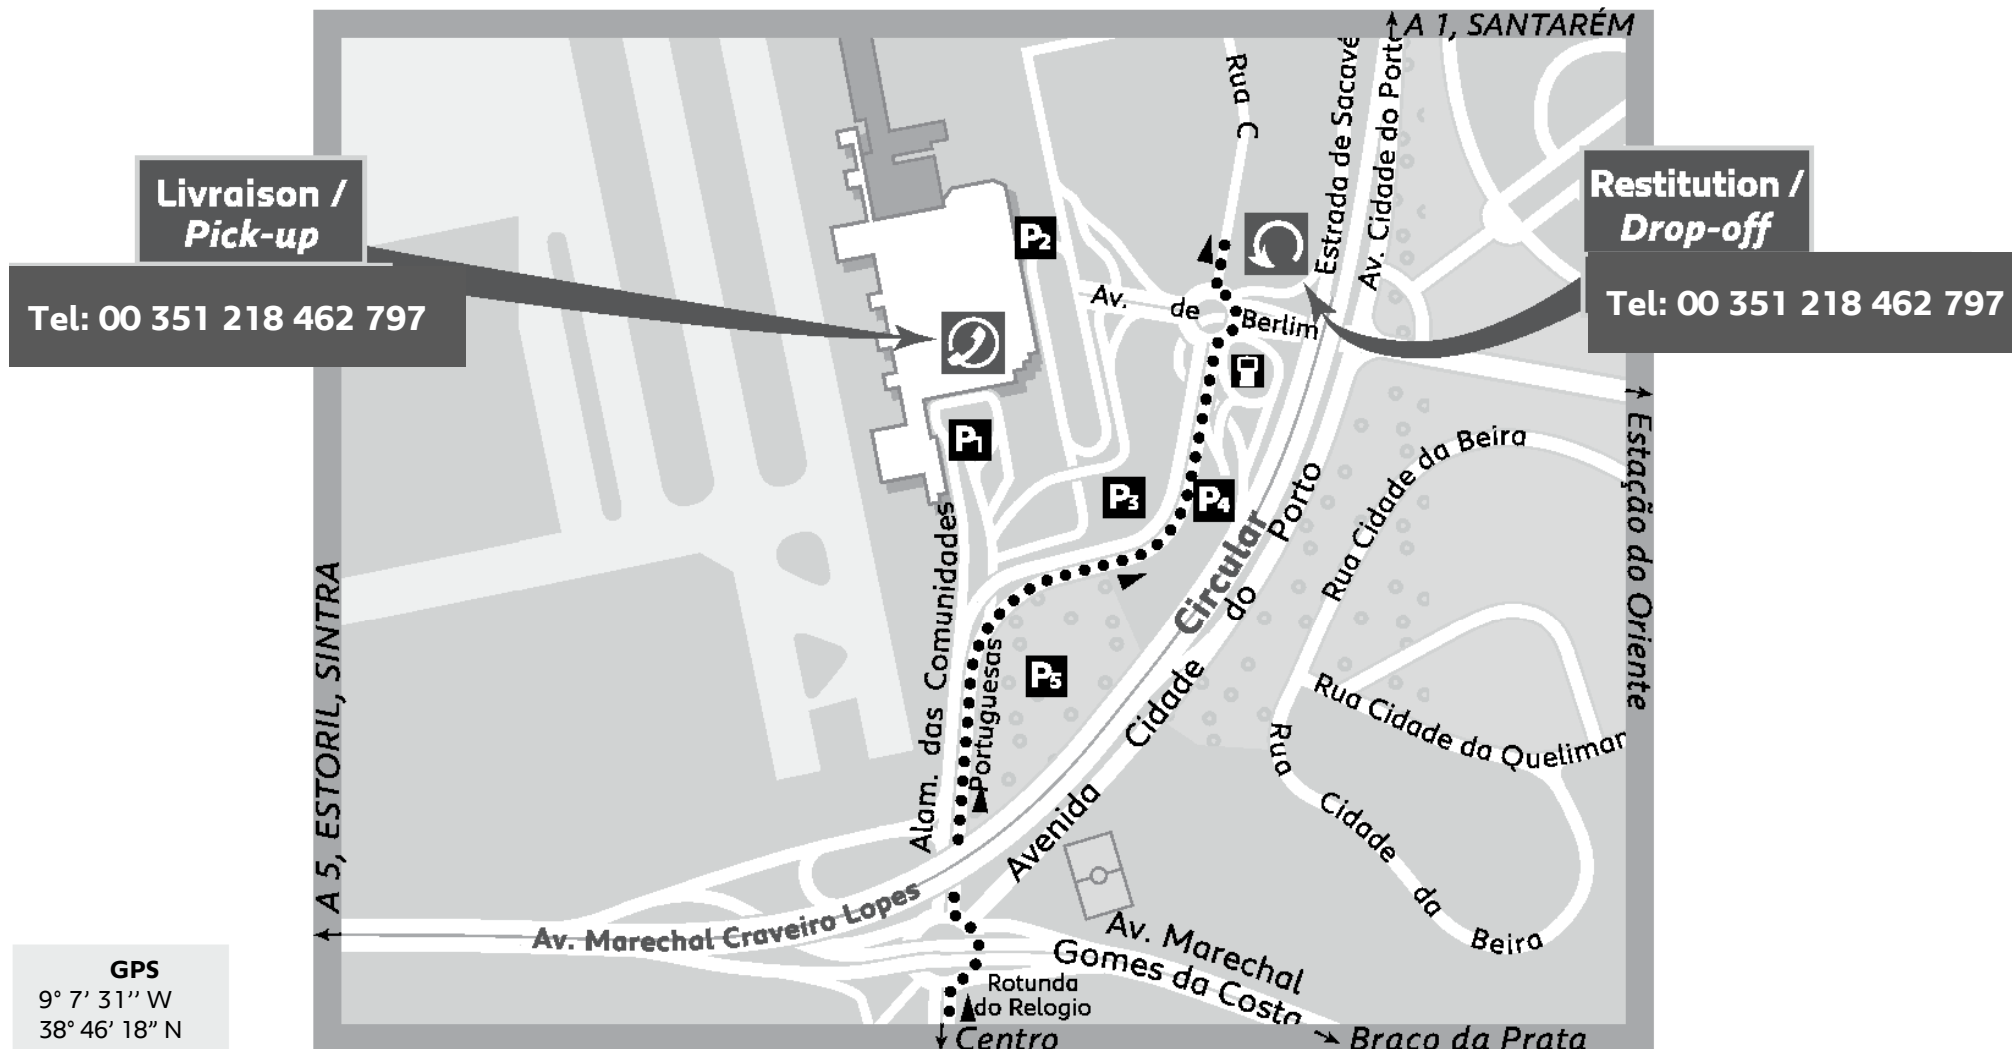 A 1, SANTARÉM
Rua C
Estrada de Sacavé
Av. Cidade do Porto
Livraison /
Pick-up
Tel: 00 351 218 462 797
Restitution /
Drop-off
Tel: 00 351 218 462 797
P2
Av. de Berlim
P1
P3
P4
P5
Circular
Avenida Cidade do Porto
Alam. das Comunidades
Portuguesas
Rua Cidade da Beira
Rua Cidade da Quelimar
Rua Cidade da Beira
Estação do Oriente
A 5, ESTORIL, SINTRA
Av. Marechal Craveiro Lopes
Av. Marechal
Gomes da Costa
Rotunda
do Relogio
Centro
Braço da Prata
GPS
9° 7’ 31’’ W
38° 46’ 18” N